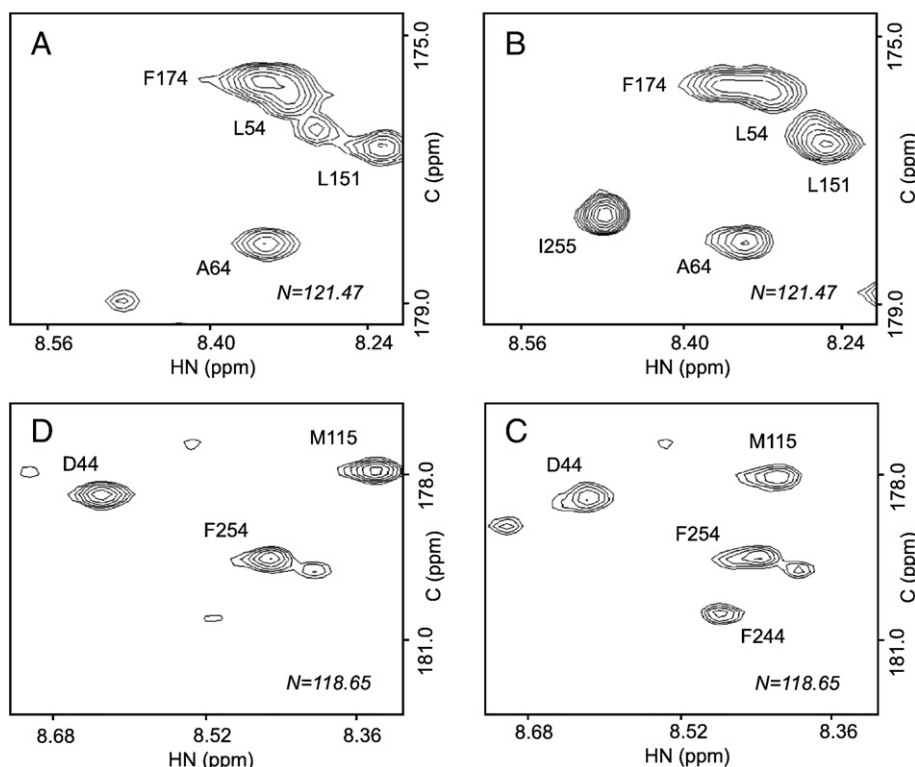 A
F174
L54
L151
A64
N=121.47
175.0
C (ppm)
179.0
8.56
8.40
8.24
HN (ppm)
B
F174
L54
L151
I255
A64
N=121.47
175.0
C (ppm)
179.0
8.56
8.40
8.24
HN (ppm)
D
M115
D44
F254
N=118.65
178.0
C (ppm)
181.0
8.68
8.52
8.36
HN (ppm)
C
M115
D44
F254
F244
N=118.65
178.0
C (ppm)
181.0
8.68
8.52
8.36
HN (ppm)